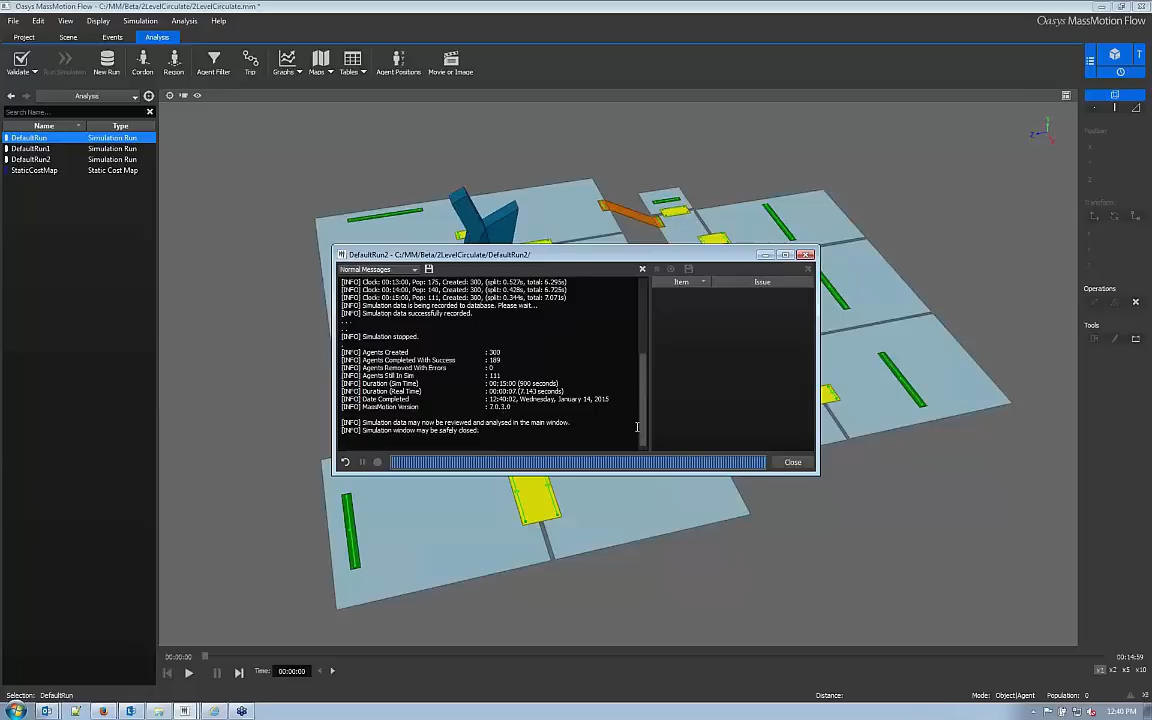 Oasys MassMotion Flow - C:/MM/Beta/2LevelCirculate/2LevelCirculate.mm *
File Edit View Display Simulation Analysis Help
Oasys MassMotion Flow
Project Scene Events Analysis
Validate Run Simulation New Run Cordon Region Agent Filter Trip Graphs Maps Tables Agent Positions Movie or Image
Analysis
Search Name...
Name Type
DefaultRun Simulation Run
DefaultRun1 Simulation Run
DefaultRun2 Simulation Run
StaticCostMap Static Cost Map
Y
Z
X
T
Position:
X
Y
Z
Transform:
Operations
Tools
DefaultRun2 - C:/MM/Beta/2LevelCirculate/DefaultRun2/
Normal Messages
Item Issue
[INFO] Clock: 00:13:00, Pop: 175, Created: 300, (split: 0.527s, total: 6.295s)
[INFO] Clock: 00:14:00, Pop: 140, Created: 300, (split: 0.428s, total: 6.725s)
[INFO] Clock: 00:15:00, Pop: 111, Created: 300, (split: 0.344s, total: 7.071s)
[INFO] Simulation data is being recorded to database. Please wait...
[INFO] Simulation data successfully recorded.
. . .
. .
[INFO] Simulation stopped.
.
[INFO] Agents Created : 300
[INFO] Agents Completed With Success : 189
[INFO] Agents Removed With Errors : 0
[INFO] Agents Still In Sim : 111
[INFO] Duration (Sim Time) : 00:15:00 (900 seconds)
[INFO] Duration (Real Time) : 00:00:07 (7.143 seconds)
[INFO] Date Completed : 12:40:02, Wednesday, January 14, 2015
[INFO] MassMotion Version : 7.0.3.0
[INFO] Simulation data may now be reviewed and analysed in the main window.
[INFO] Simulation window may be safely closed.
Close
00:00:00 00:14:59
Time: 00:00:00
x1 x2 x5 x10
Selection: DefaultRun Distance: Mode: Object|Agent Population: 0
12:40 PM